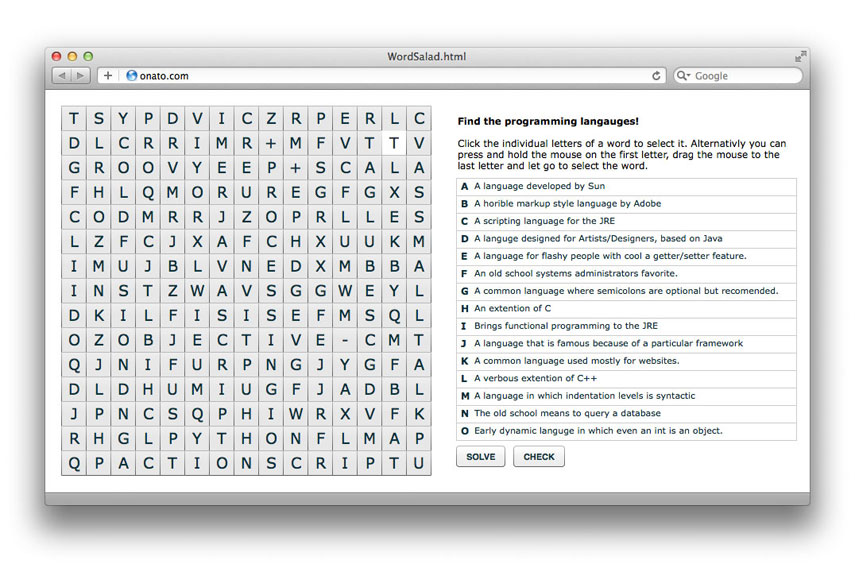 WordSalad.html
onato.com
Google
T S Y P D V I C Z R P E R L C
D L C R R I M R + M F V T T V
G R O O V Y E E P + S C A L A
F H L Q M O R U R E G F G X S
C O D M R R J Z O P R L L E S
L Z F C J X A F C H X U U K M
I M U J B L V N E D X M B B A
I N S T Z W A V S G G W E Y L
D K I L F I S I S E F M S Q L
O Z O B J E C T I V E - C M T
Q J N I F U R P N G J Y G F A
D L D H U M I U G F J A D B L
J P N C S Q P H I W R X V F K
R H G L P Y T H O N F L M A P
Q P A C T I O N S C R I P T U
Find the programming langauges!
Click the individual letters of a word to select it. Alternativly you can
press and hold the mouse on the first letter, drag the mouse to the
last letter and let go to select the word.
A A language developed by Sun
B A horible markup style language by Adobe
C A scripting language for the JRE
D A languge designed for Artists/Designers, based on Java
E A language for flashy people with cool a getter/setter feature.
F An old school systems administrators favorite.
G A common language where semicolons are optional but recomended.
H An extention of C
I Brings functional programming to the JRE
J A language that is famous because of a particular framework
K A common language used mostly for websites.
L A verbous extention of C++
M A language in which indentation levels is syntactic
N The old school means to query a database
O Early dynamic languge in which even an int is an object.
SOLVE CHECK